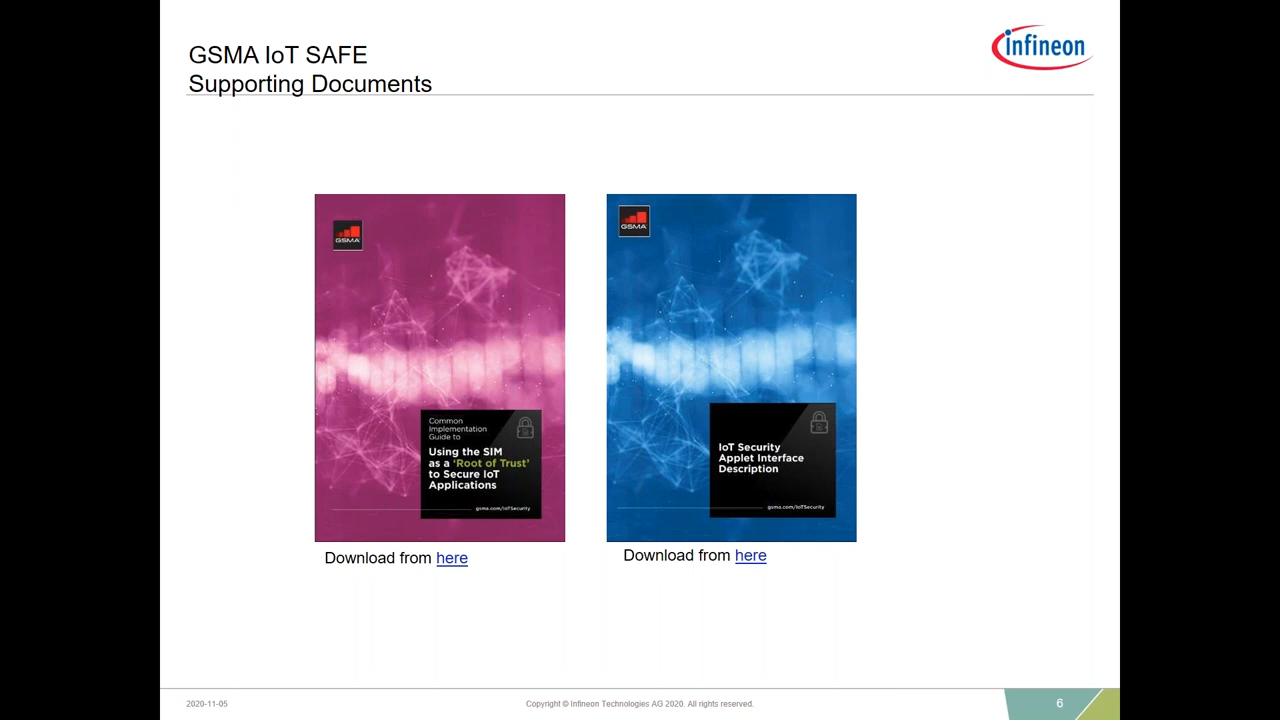 GSMA IoT SAFE
Supporting Documents
infineon
GSMA
Common
Implementation
Guide to
Using the SIM
as a ‘Root of Trust’
to Secure IoT
Applications
gsma.com/IoTSecurity
Download from here
GSMA
IoT Security
Applet Interface
Description
gsma.com/IoTSecurity
Download from here
2020-11-05
Copyright © Infineon Technologies AG 2020. All rights reserved.
6